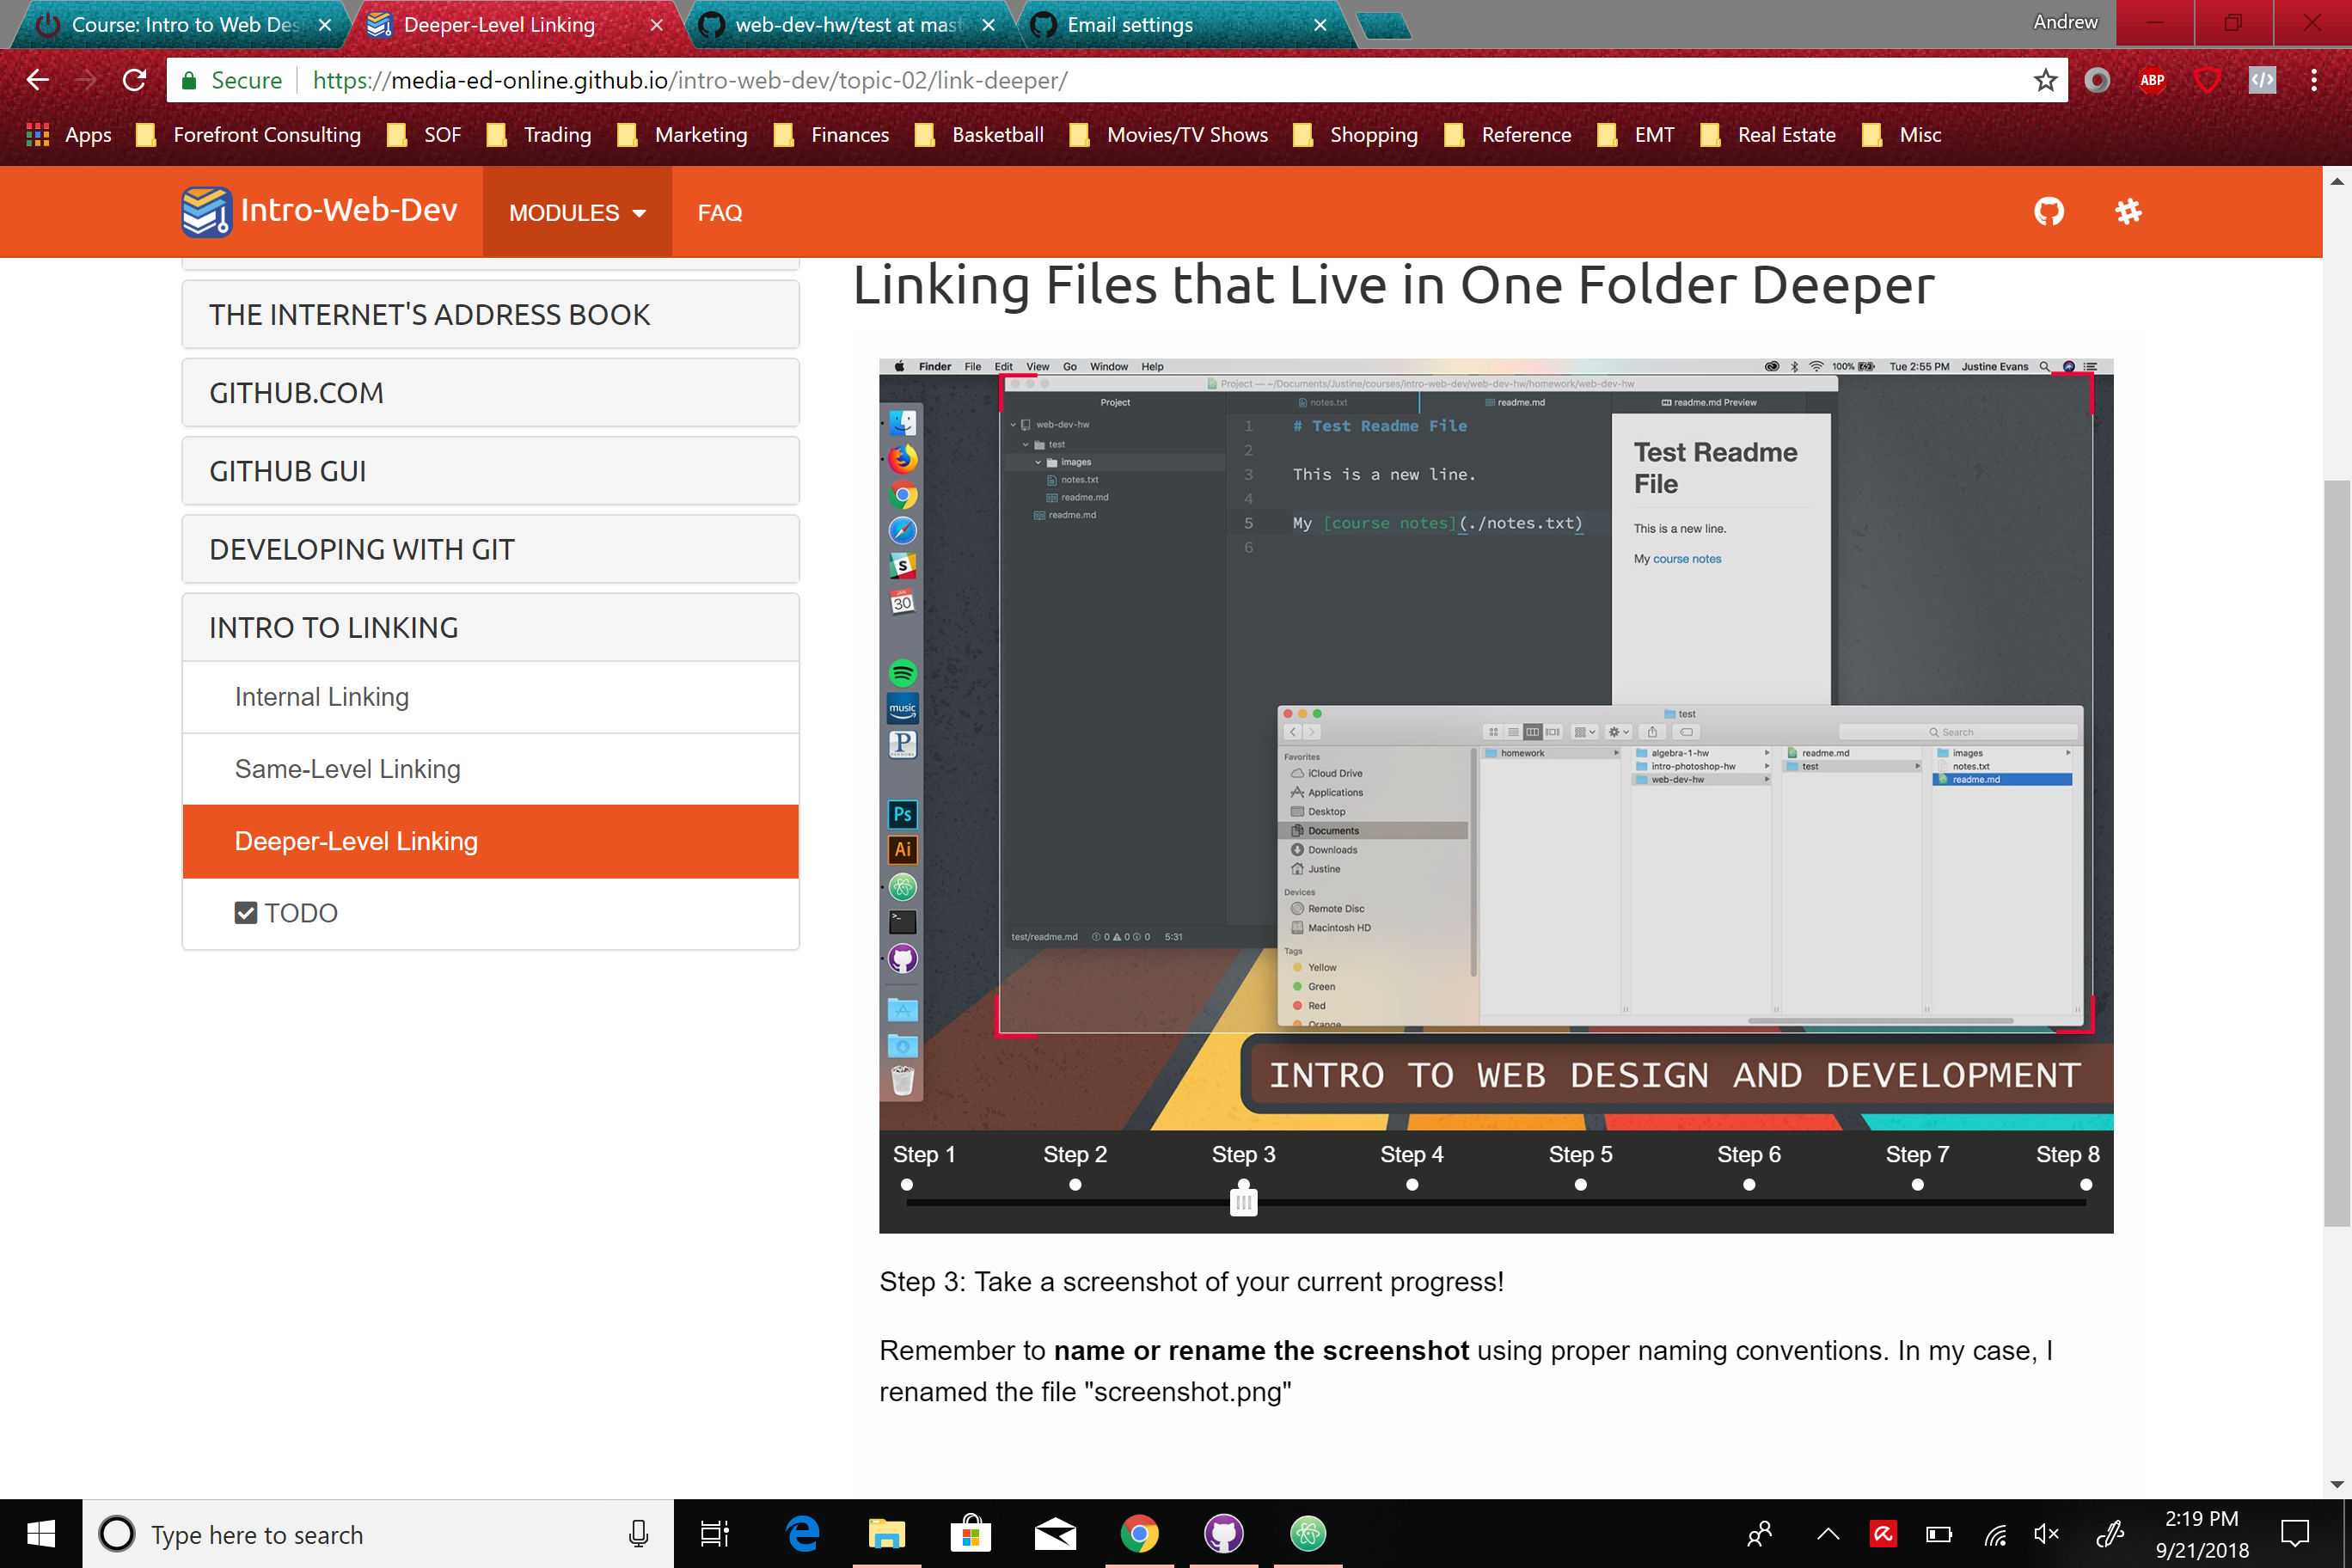 Course: Intro to Web Des
Deeper-Level Linking
web-dev-hw/test at mast
Email settings
Andrew
Secure
https://media-ed-online.github.io/intro-web-dev/topic-02/link-deeper/
ABP
Apps
Forefront Consulting
SOF
Trading
Marketing
Finances
Basketball
Movies/TV Shows
Shopping
Reference
EMT
Real Estate
Misc
Intro-Web-Dev
MODULES
FAQ
THE INTERNET'S ADDRESS BOOK
GITHUB.COM
GITHUB GUI
DEVELOPING WITH GIT
INTRO TO LINKING
Internal Linking
Same-Level Linking
Deeper-Level Linking
TODO
Linking Files that Live in One Folder Deeper
Finder File Edit View Go Window Help
100% Tue 2:55 PM Justine Evans
Project — ~/Documents/Justine/courses/intro-web-dev/web-dev-hw/homework/web-dev-hw
Project
notes.txt
readme.md
readme.md Preview
web-dev-hw
test
images
notes.txt
readme.md
readme.md
1 # Test Readme File
2
3 This is a new line.
4
5 My [course notes](./notes.txt)
6
Test Readme
File
This is a new line.
My course notes
test/readme.md 0 0 0 5:31
JAN
30
music
PANDORA
Ps
Ai
test
Search
Favorites
iCloud Drive
Applications
Desktop
Documents
Downloads
Justine
Devices
Remote Disc
Macintosh HD
Tags
Yellow
Green
Red
Orange
homework
algebra-1-hw
intro-photoshop-hw
web-dev-hw
readme.md
test
images
notes.txt
readme.md
INTRO TO WEB DESIGN AND DEVELOPMENT
Step 1 Step 2 Step 3 Step 4 Step 5 Step 6 Step 7 Step 8
Step 3: Take a screenshot of your current progress!
Remember to name or rename the screenshot using proper naming conventions. In my case, I
renamed the file "screenshot.png"
Type here to search
2:19 PM
9/21/2018